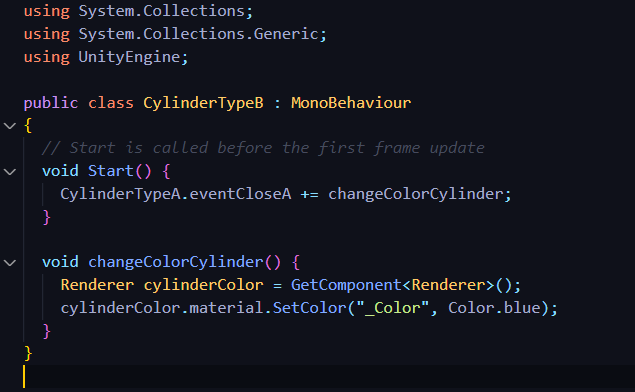 using System.Collections;
using System.Collections.Generic;
using UnityEngine;
public class CylinderTypeB : MonoBehaviour
{
// Start is called before the first frame update
void Start() {
CylinderTypeA.eventCloseA += changeColorCylinder;
}
void changeColorCylinder() {
Renderer cylinderColor = GetComponent<Renderer>();
cylinderColor.material.SetColor("_Color", Color.blue);
}
}